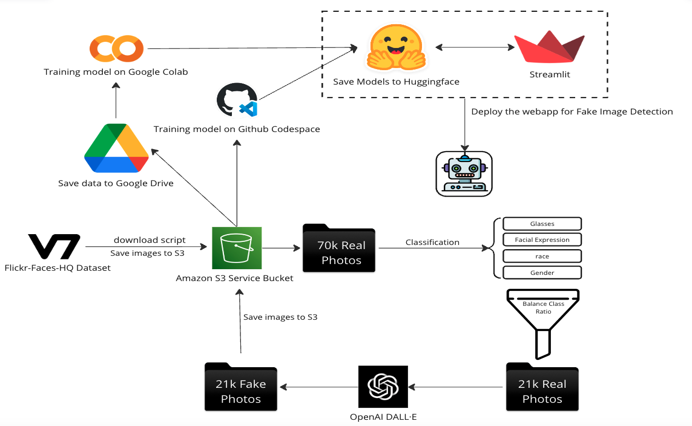 Training model on Google Colab
Save Models to Huggingface
Streamlit
Deploy the webapp for Fake Image Detection
Training model on Github Codespace
Save data to Google Drive
V7
Flickr-Faces-HQ Dataset
download script
Save images to S3
Amazon S3 Service Bucket
70k Real
Photos
Classification
Glasses
Facial Expression
race
Gender
Balance Class
Ratio
Save images to S3
21k Fake
Photos
OpenAI DALL·E
21k Real
Photos